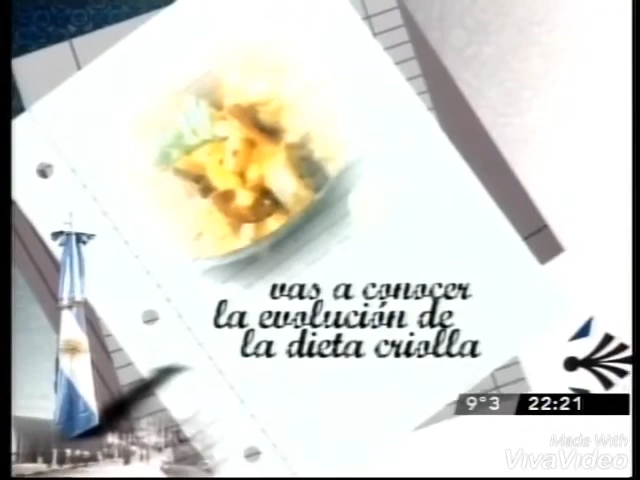 vas a conocer
la evolución de
la dieta criolla
9°3 22:21
Made With
VivaVideo